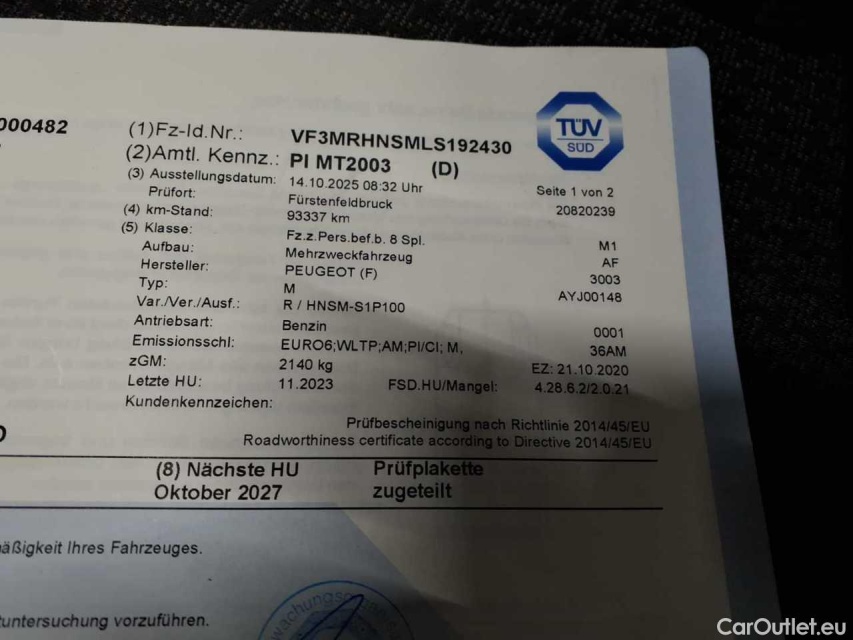 000482
(1)Fz-Id.Nr.: VF3MRHNSMLS192430
(2)Amtl. Kennz.: PI MT2003 (D)
(3) Ausstellungsdatum: 14.10.2025 08:32 Uhr
TÜV
SÜD
Seite 1 von 2
Prüfort: Fürstenfeldbruck 20820239
(4) km-Stand: 93337 km
(5) Klasse: Fz.z.Pers.bef.b. 8 Spl. M1
Aufbau: Mehrzweckfahrzeug AF
Hersteller: PEUGEOT (F) 3003
Typ: M AYJ00148
Var./Ver./Ausf.: R / HNSM-S1P100
Antriebsart: Benzin 0001
Emissionsschl: EURO6;WLTP;AM;PI/CI; M, 36AM
zGM: 2140 kg EZ: 21.10.2020
Letzte HU: 11.2023 FSD.HU/Mangel: 4.28.6.2/2.0.21
Kundenkennzeichen:
Prüfbescheinigung nach Richtlinie 2014/45/EU
Roadworthiness certificate according to Directive 2014/45/EU
(8) Nächste HU Prüfplakette
Oktober 2027 zugeteilt
äßigkeit Ihres Fahrzeuges.
untersuchung vorzuführen.
CarOutlet.eu